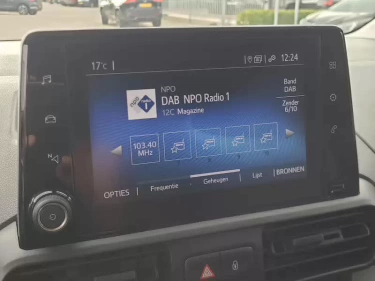 17°C
12:24
NPO
DAB NPO Radio 1
12C Magazine
Band
DAB
Zender
6/10
103.40
MHz
OPTIES
Frequentie
Geheugen
Lijst
BRONNEN